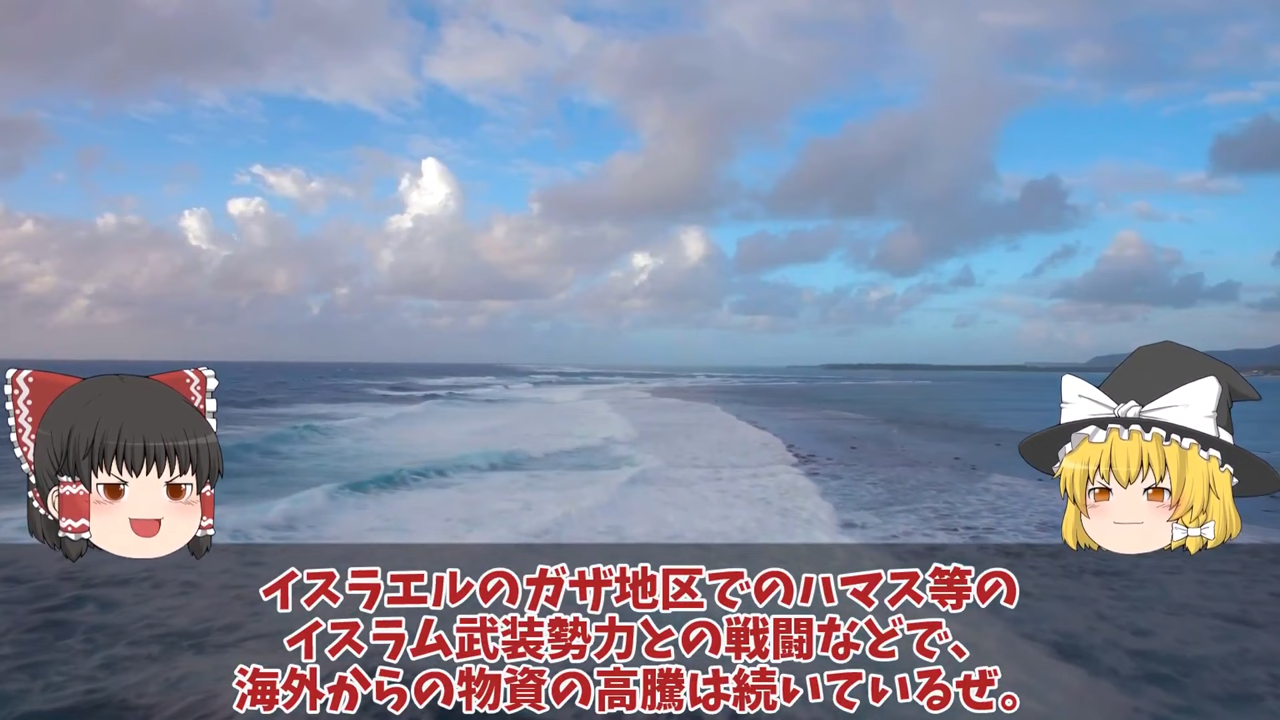 イスラエルのガザ地区でのハマス等の
イスラム武装勢力との戦闘などで、
海外からの物資の高騰は続いているぜ。